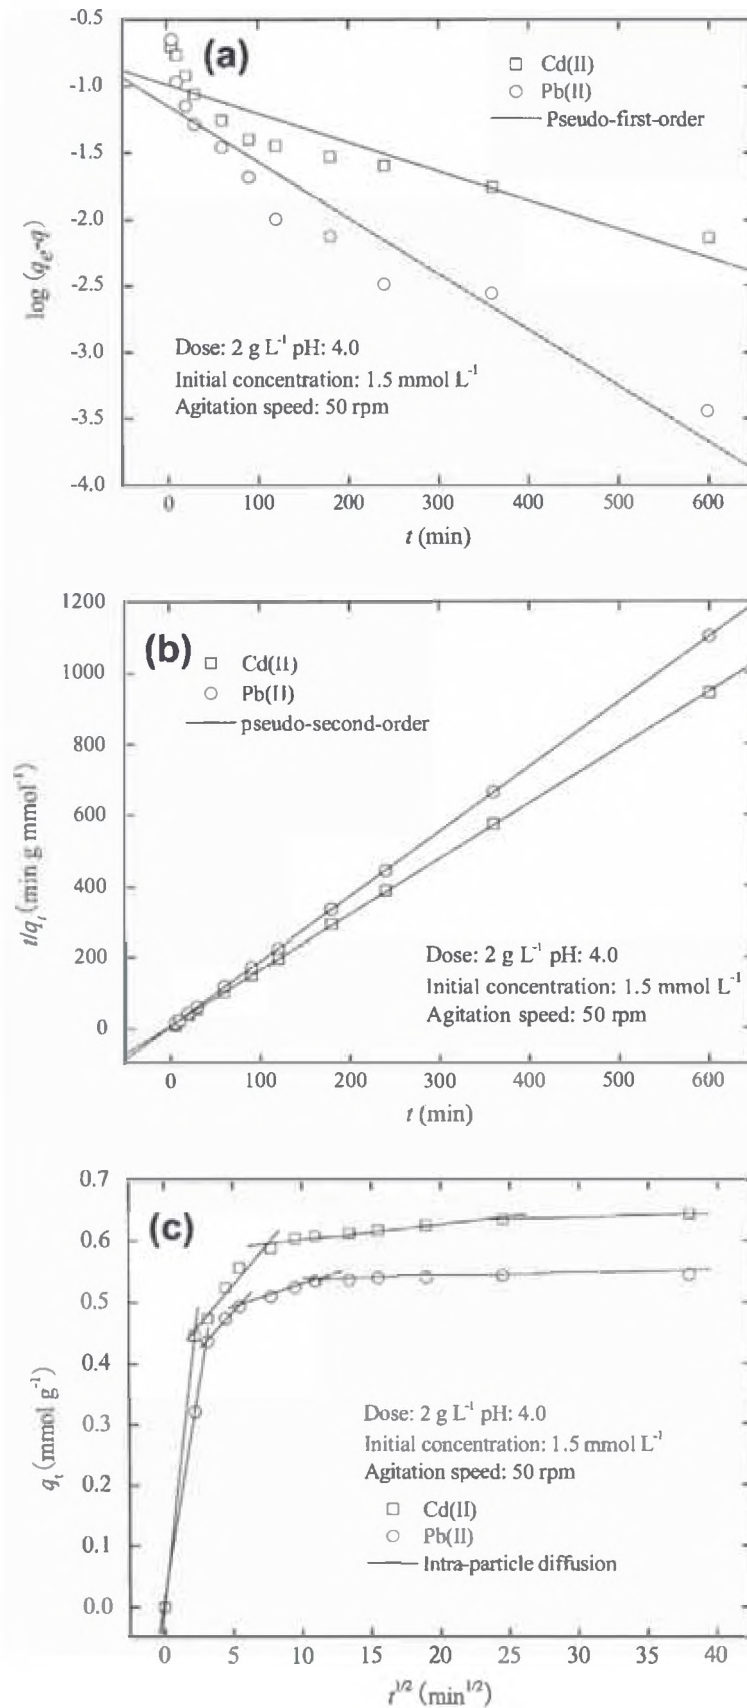 (a)
Cd(II)
Pb(II)
Pseudo-first-order
Dose: 2 g L⁻¹ pH: 4.0
Initial concentration: 1.5 mmol L⁻¹
Agitation speed: 50 rpm
-0.5
-1.0
-1.5
-2.0
-2.5
-3.0
-3.5
-4.0
log (qₑ-q)
0 100 200 300 400 500 600
t (min)
(b)
Cd(II)
Pb(II)
pseudo-second-order
Dose: 2 g L⁻¹ pH: 4.0
Initial concentration: 1.5 mmol L⁻¹
Agitation speed: 50 rpm
1200
1000
800
600
400
200
0
t/qₜ (min g mmol⁻¹)
0 100 200 300 400 500 600
t (min)
(c)
Dose: 2 g L⁻¹ pH: 4.0
Initial concentration: 1.5 mmol L⁻¹
Agitation speed: 50 rpm
Cd(II)
Pb(II)
Intra-particle diffusion
0.7
0.6
0.5
0.4
0.3
0.2
0.1
0.0
qₜ (mmol g⁻¹)
0 5 10 15 20 25 30 35 40
t¹/² (min¹/²)